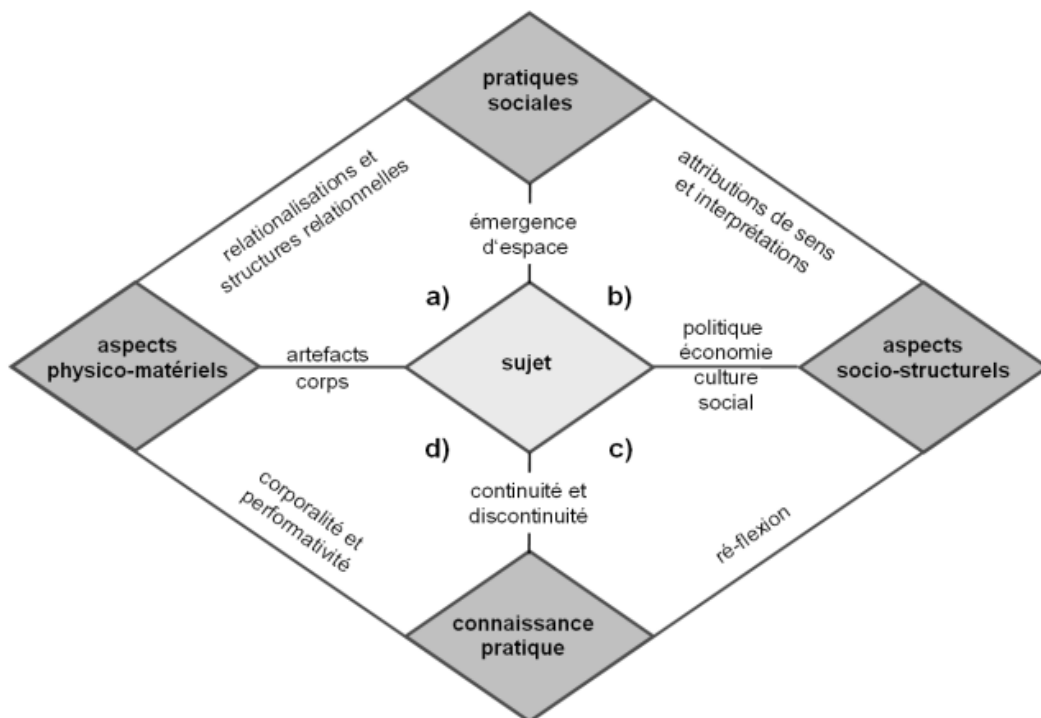 pratiques
sociales
relationalisations et
structures relationnelles
attributions de sens
et interprétations
émergence
d‘espace
a)
b)
aspects
physico-matériels
artefacts
corps
sujet
politique
économie
culture
social
aspects
socio-structurels
d)
c)
corporalité et
performativité
continuité et
discontinuité
ré-flexion
connaissance
pratique